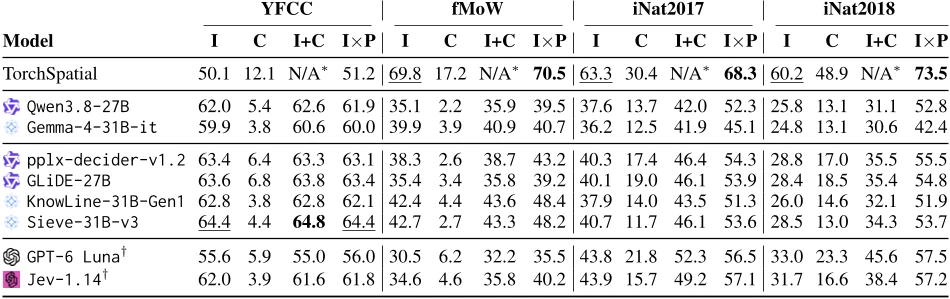 YFCC fMoW iNat2017 iNat2018
Model I C I+C I×P I C I+C I×P I C I+C I×P I C I+C I×P
TorchSpatial 50.1 12.1 N/A* 51.2 69.8 17.2 N/A* 70.5 63.3 30.4 N/A* 68.3 60.2 48.9 N/A* 73.5
Qwen3.8-27B 62.0 5.4 62.6 61.9 35.1 2.2 35.9 39.5 37.6 13.7 42.0 52.3 25.8 13.1 31.1 52.8
Gemma-4-31B-it 59.9 3.8 60.6 60.0 39.9 3.9 40.9 40.7 36.2 12.5 41.9 45.1 24.8 13.1 30.6 42.4
pplx-decider-v1.2 63.4 6.4 63.3 63.1 38.3 2.6 38.7 43.2 40.3 17.4 46.4 54.3 28.8 17.0 35.5 55.5
GLiDE-27B 63.6 6.8 63.8 63.4 35.4 3.4 35.8 39.2 40.1 19.0 46.1 53.9 28.4 18.5 35.4 54.8
KnowLine-31B-Gen1 62.8 3.8 62.8 62.1 42.4 4.4 43.6 48.4 37.9 14.0 43.5 51.3 26.0 14.6 32.1 51.9
Sieve-31B-v3 64.4 4.4 64.8 64.4 42.7 2.7 43.3 48.2 40.7 11.7 46.1 53.6 28.5 13.0 34.3 53.7
GPT-6 Luna† 55.6 5.9 55.0 56.0 30.5 6.2 32.2 35.5 43.8 21.8 52.3 56.5 33.0 23.3 45.6 57.5
Jev-1.14† 62.0 3.9 61.6 61.8 34.6 4.6 35.8 40.2 43.9 15.7 49.2 57.1 31.7 16.6 38.4 57.2